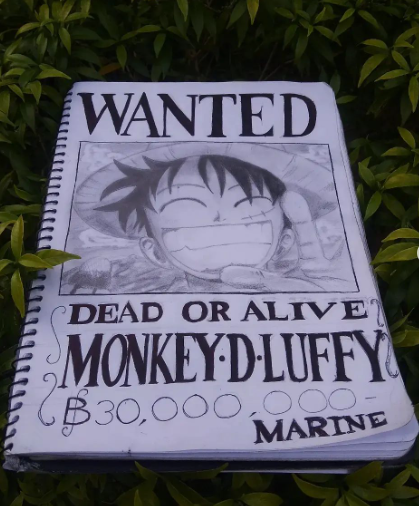 WANTED
DEAD OR ALIVE
MONKEY·D·LUFFY
฿30,000,000-
MARINE